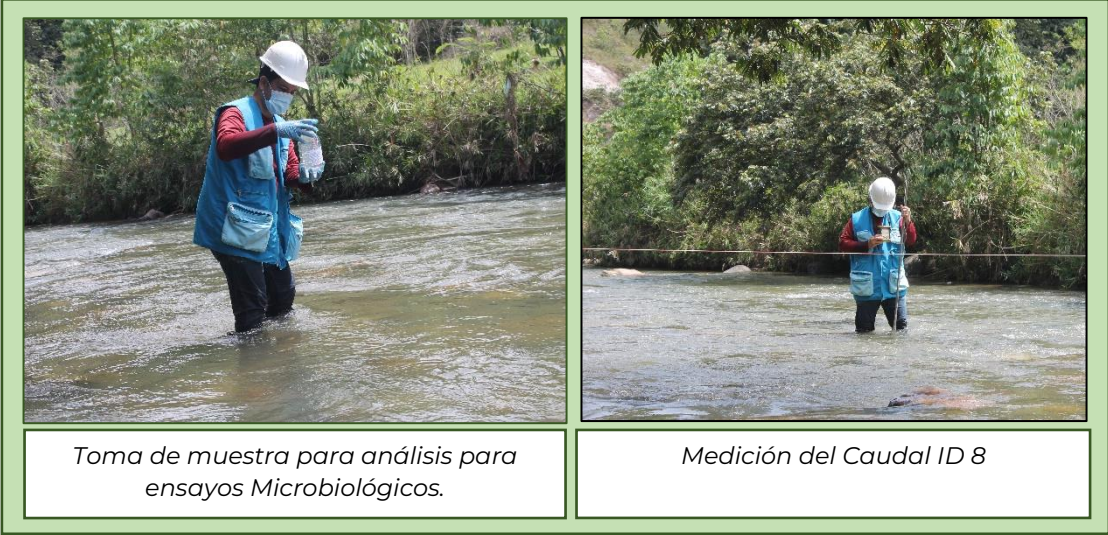 Toma de muestra para análisis para
ensayos Microbiológicos.
Medición del Caudal ID 8